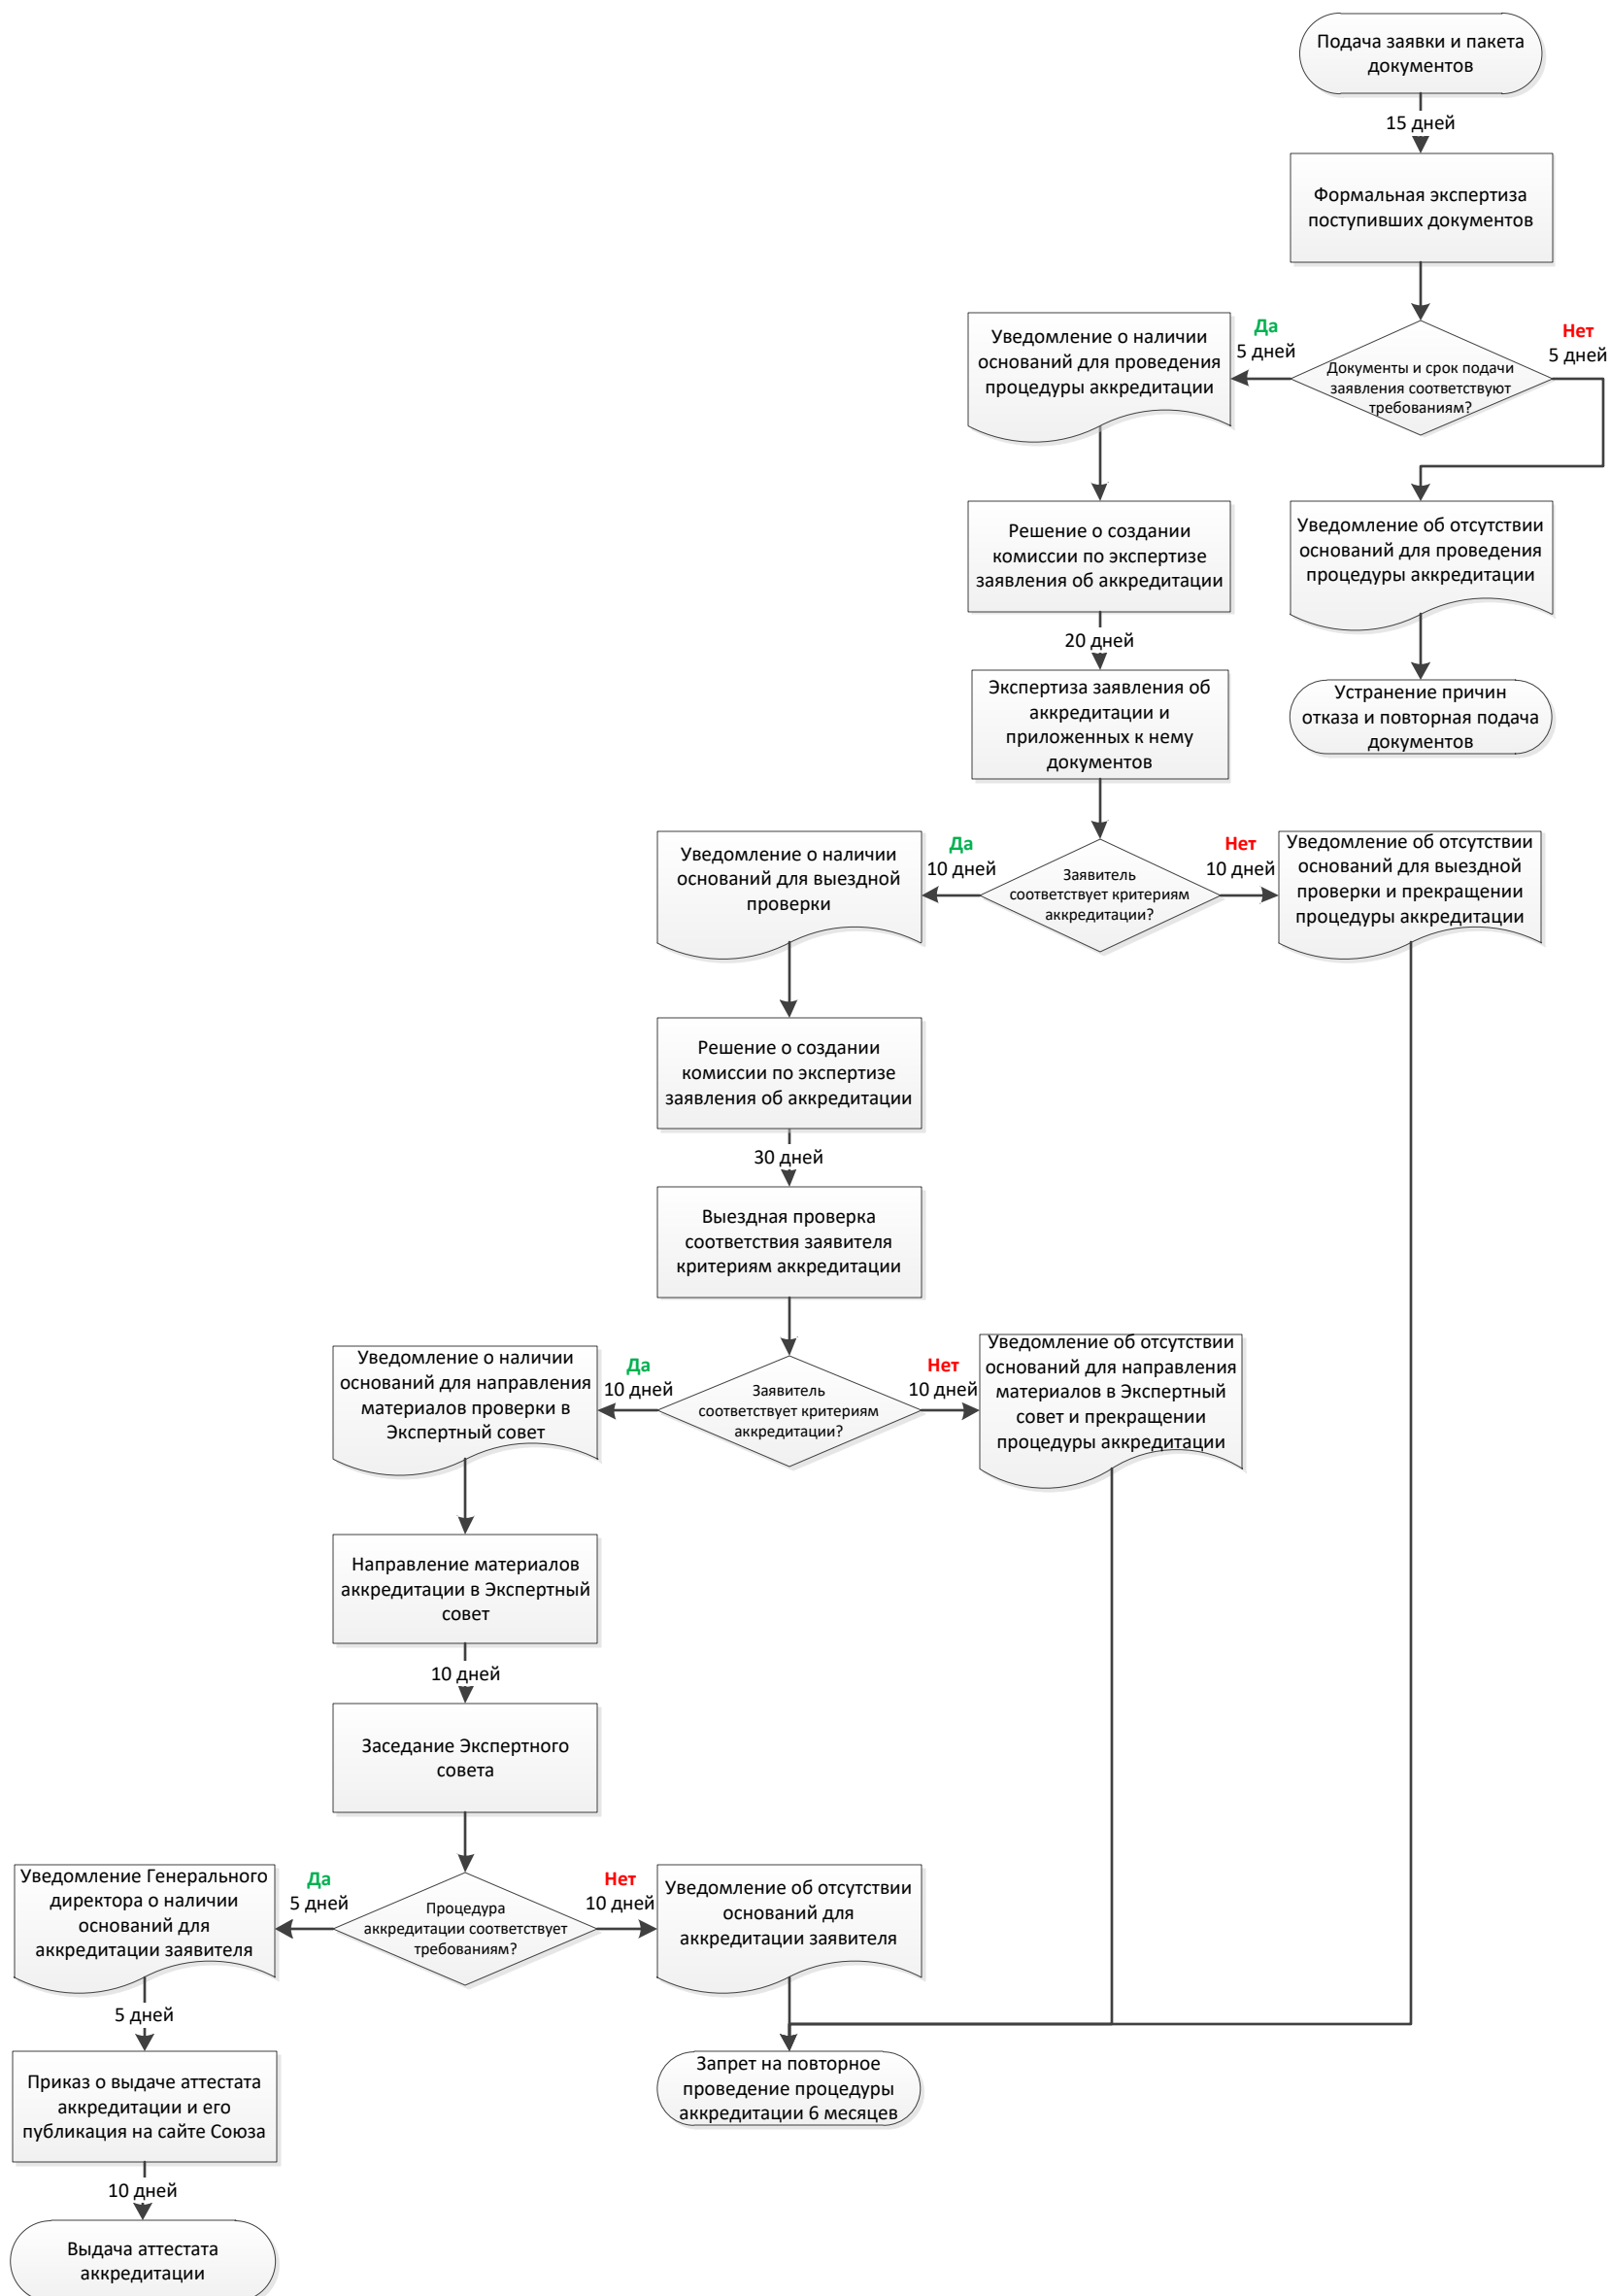 Подача заявки и пакета
документов
15 дней
Формальная экспертиза
поступивших документов
Документы и срок подачи
заявления соответствуют
требованиям?
Да
5 дней
Нет
5 дней
Уведомление о наличии
оснований для проведения
процедуры аккредитации
Уведомление об отсутствии
оснований для проведения
процедуры аккредитации
Устранение причин
отказа и повторная подача
документов
Решение о создании
комиссии по экспертизе
заявления об аккредитации
20 дней
Экспертиза заявления об
аккредитации и
приложенных к нему
документов
Заявитель
соответствует критериям
аккредитации?
Да
10 дней
Нет
10 дней
Уведомление о наличии
оснований для выездной
проверки
Уведомление об отсутствии
оснований для выездной
проверки и прекращении
процедуры аккредитации
Решение о создании
комиссии по экспертизе
заявления об аккредитации
30 дней
Выездная проверка
соответствия заявителя
критериям аккредитации
Заявитель
соответствует критериям
аккредитации?
Да
10 дней
Нет
10 дней
Уведомление о наличии
оснований для направления
материалов проверки в
Экспертный совет
Уведомление об отсутствии
оснований для направления
материалов в Экспертный
совет и прекращении
процедуры аккредитации
Направление материалов
аккредитации в Экспертный
совет
10 дней
Заседание Экспертного
совета
Процедура
аккредитации соответствует
требованиям?
Да
5 дней
Нет
10 дней
Уведомление Генерального
директора о наличии
оснований для
аккредитации заявителя
Уведомление об отсутствии
оснований для
аккредитации заявителя
5 дней
Приказ о выдаче аттестата
аккредитации и его
публикация на сайте Союза
Запрет на повторное
проведение процедуры
аккредитации 6 месяцев
10 дней
Выдача аттестата
аккредитации